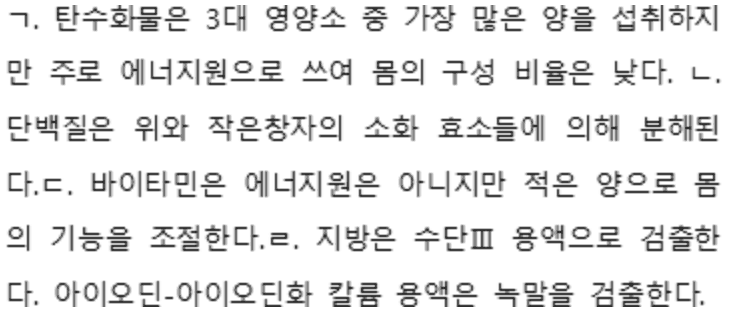 ㄱ. 탄수화물은 3대 영양소 중 가장 많은 양을 섭취하지
만 주로 에너지원으로 쓰여 몸의 구성 비율은 낮다. ㄴ.
단백질은 위와 작은창자의 소화 효소들에 의해 분해된
다.ㄷ. 바이타민은 에너지원은 아니지만 적은 양으로 몸
의 기능을 조절한다.ㄹ. 지방은 수단Ⅲ 용액으로 검출한
다. 아이오딘-아이오딘화 칼륨 용액은 녹말을 검출한다.